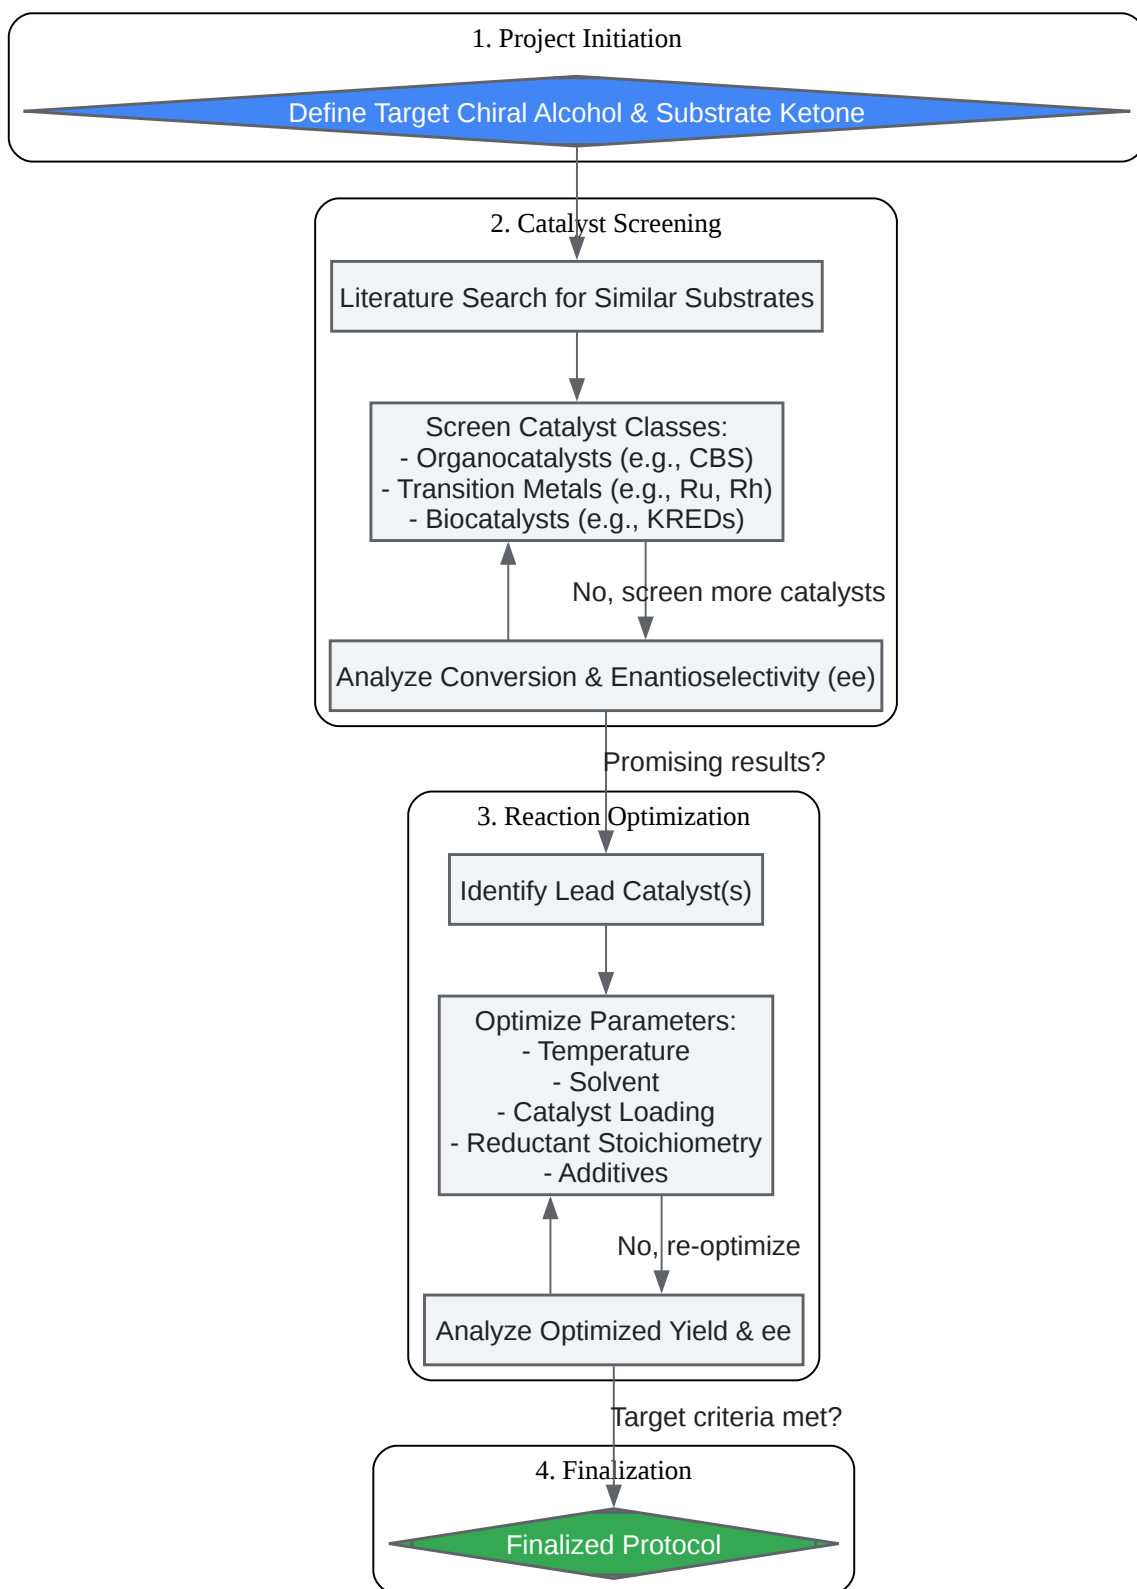 1. Project Initiation
Define Target Chiral Alcohol & Substrate Ketone
2. Catalyst Screening
Literature Search for Similar Substrates
Screen Catalyst Classes:
- Organocatalysts (e.g., CBS)
- Transition Metals (e.g., Ru, Rh)
- Biocatalysts (e.g., KREDs)
No, screen more catalysts
Analyze Conversion & Enantioselectivity (ee)
Promising results?
3. Reaction Optimization
Identify Lead Catalyst(s)
Optimize Parameters:
- Temperature
- Solvent
- Catalyst Loading
- Reductant Stoichiometry
- Additives
No, re-optimize
Analyze Optimized Yield & ee
Target criteria met?
4. Finalization
Finalized Protocol